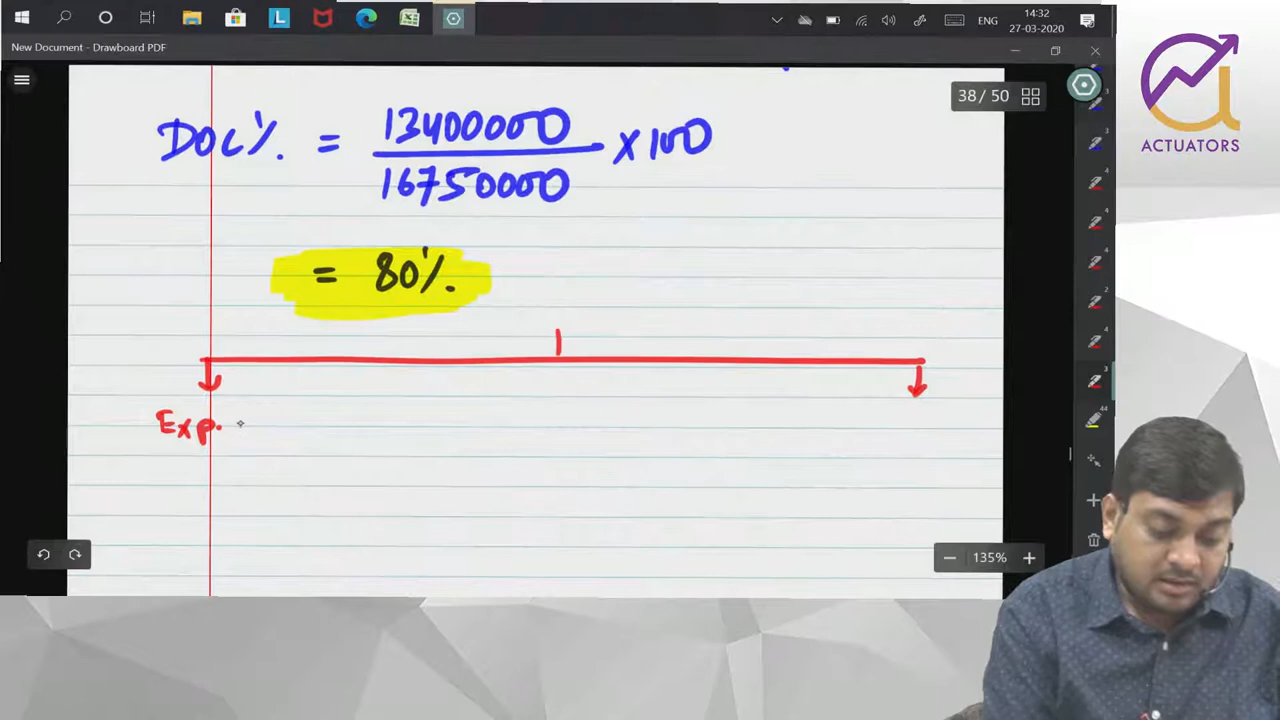 14:32
ENG
27-03-2020
New Document - Drawboard PDF
38 / 50
DOC% = 13400000
16750000 × 100
= 80%.
Exp.
135%
ACTUATORS